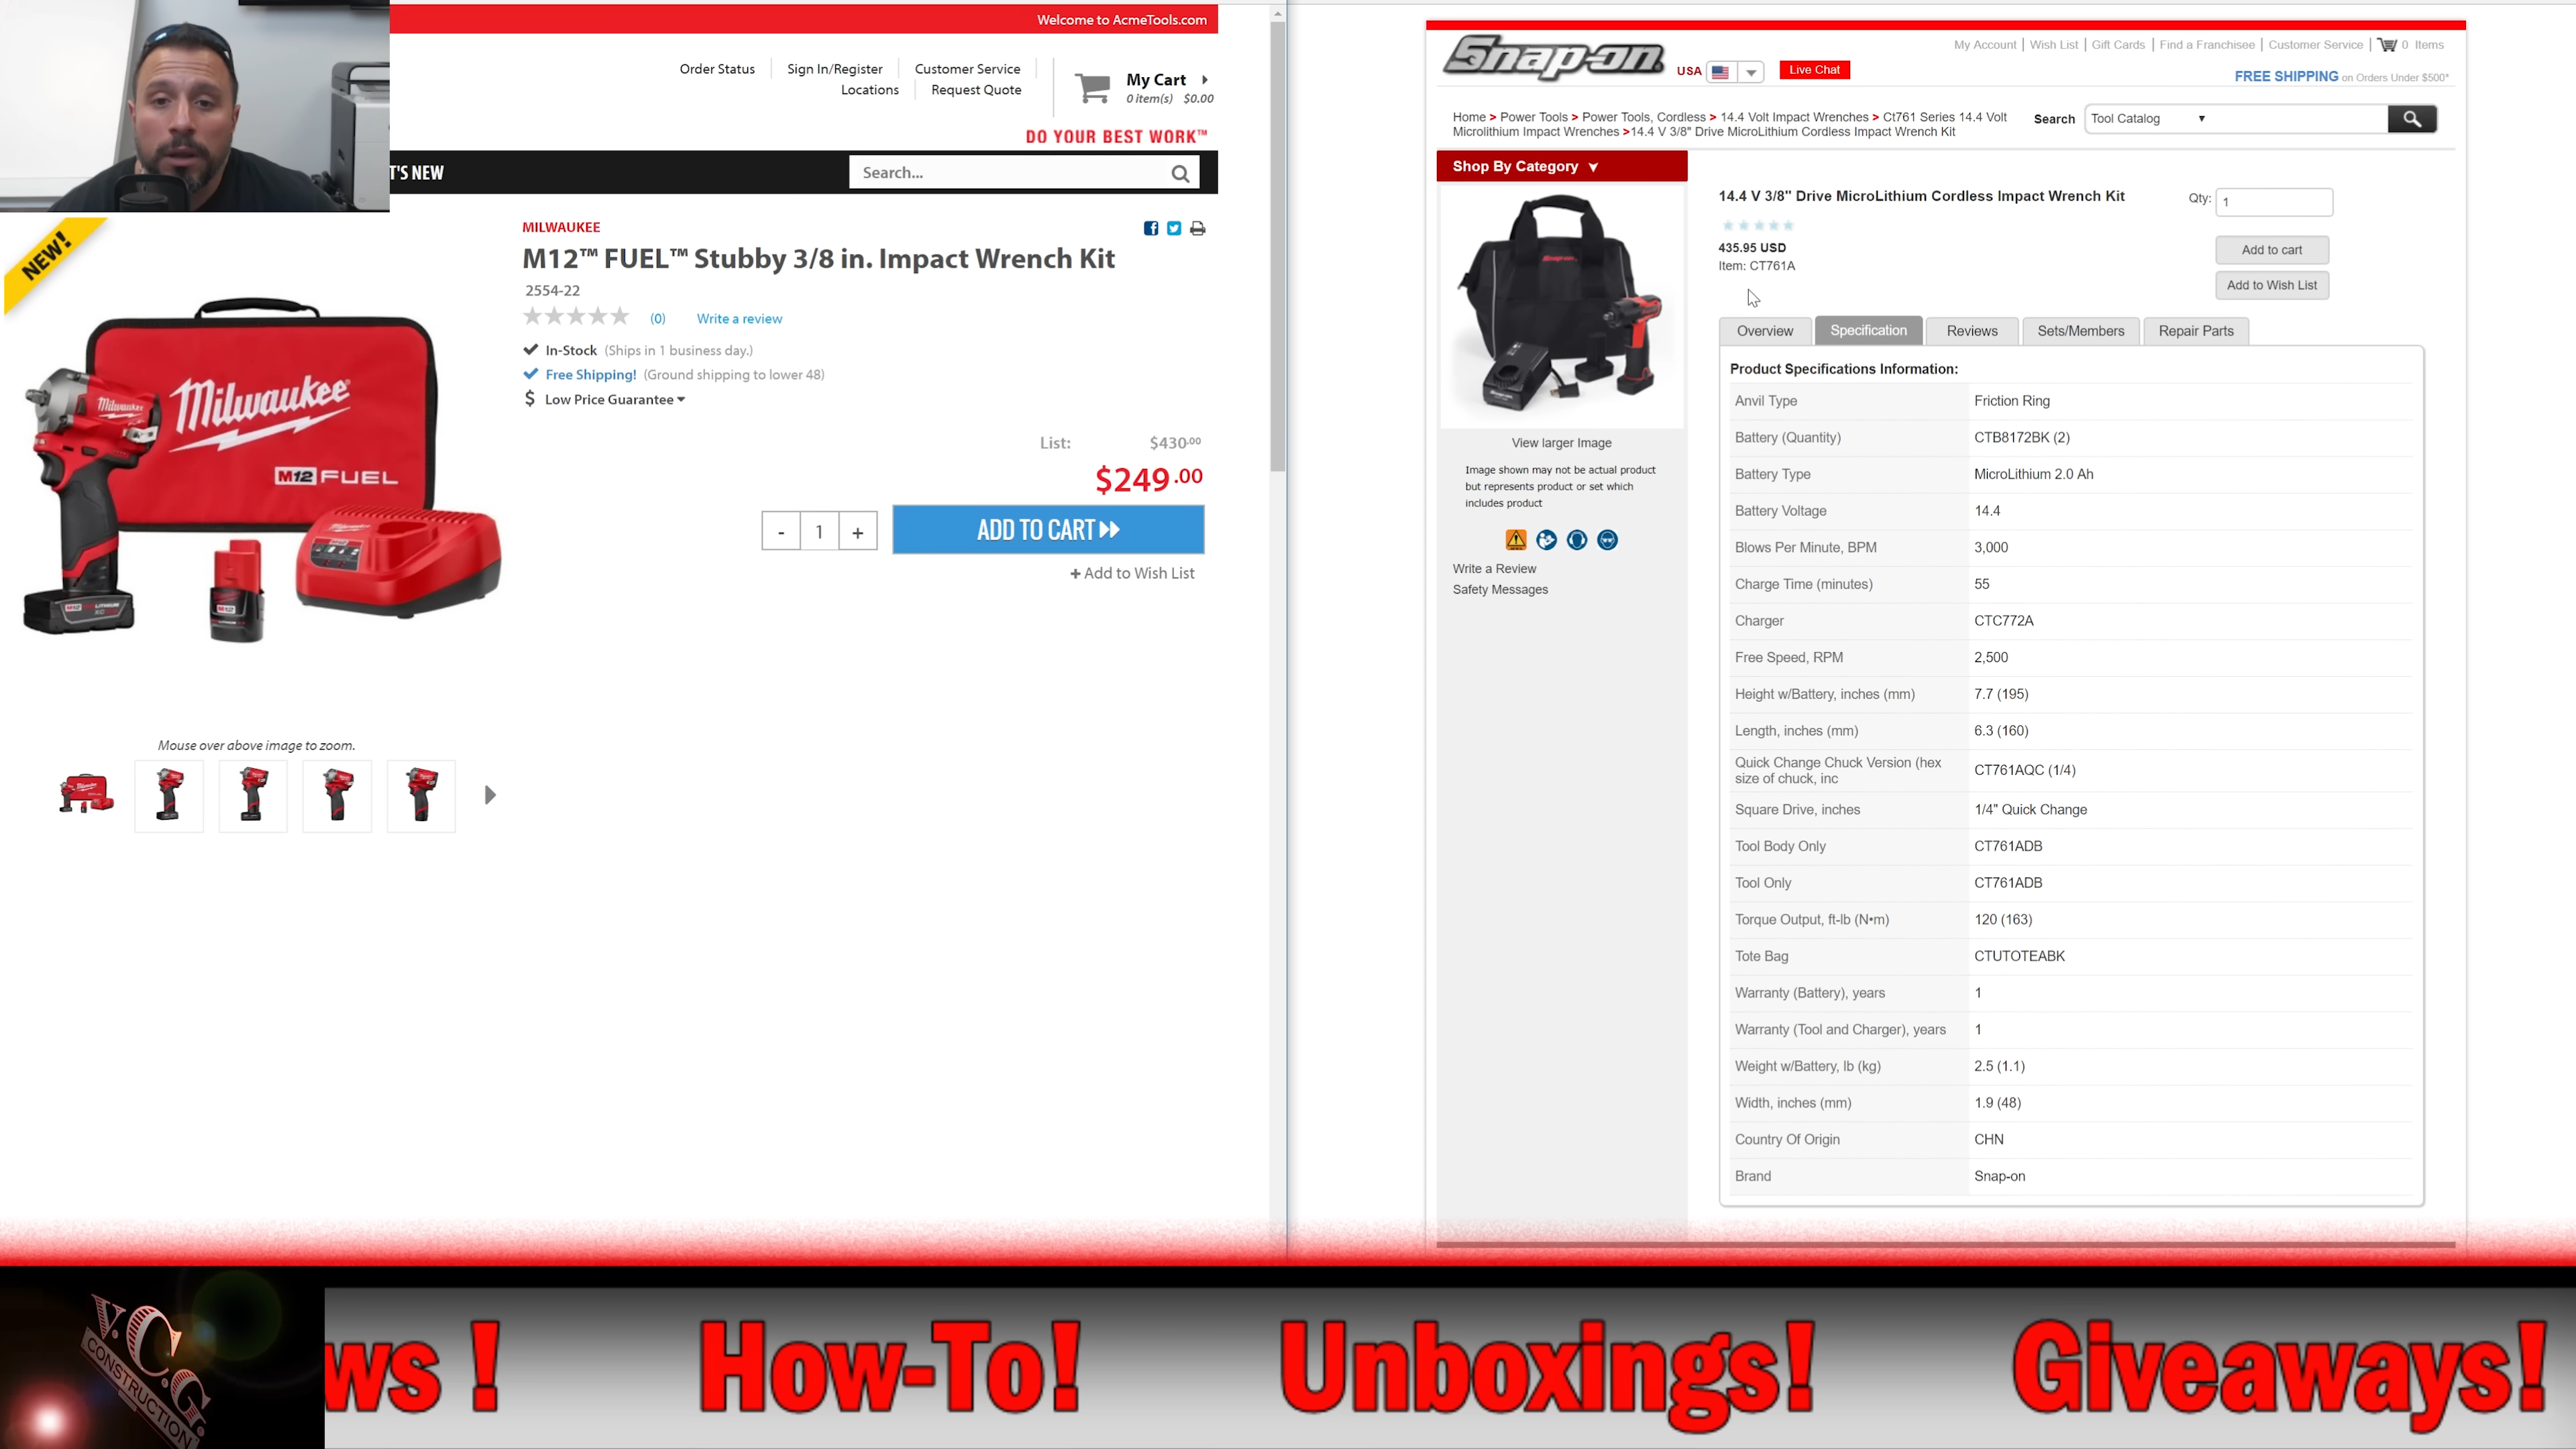 Welcome to AcmeTools.com
Order Status
Sign In/Register
Customer Service
Locations
Request Quote
My Cart
0 item(s) $0.00
DO YOUR BEST WORK™
T'S NEW
Search...
NEW!
MILWAUKEE
M12™ FUEL™ Stubby 3/8 in. Impact Wrench Kit
2554-22
(0)
Write a review
In-Stock (Ships in 1 business day.)
Free Shipping! (Ground shipping to lower 48)
$ Low Price Guarantee
List: $430.00
$249.00
- 1 +
ADD TO CART
+ Add to Wish List
Milwaukee
Milwaukee
M12 FUEL
Mouse over above image to zoom.
Snap-on
USA
Live Chat
My Account | Wish List | Gift Cards | Find a Franchisee | Customer Service | 0 Items
FREE SHIPPING on Orders Under $500*
Home > Power Tools > Power Tools, Cordless > 14.4 Volt Impact Wrenches > Ct761 Series 14.4 Volt
Microlithium Impact Wrenches >14.4 V 3/8" Drive MicroLithium Cordless Impact Wrench Kit
Search
Tool Catalog
Shop By Category
View larger Image
Image shown may not be actual product
but represents product or set which
includes product
Write a Review
Safety Messages
14.4 V 3/8" Drive MicroLithium Cordless Impact Wrench Kit
435.95 USD
Item: CT761A
Qty: 1
Add to cart
Add to Wish List
Overview
Specification
Reviews
Sets/Members
Repair Parts
Product Specifications Information:
Anvil Type Friction Ring
Battery (Quantity) CTB8172BK (2)
Battery Type MicroLithium 2.0 Ah
Battery Voltage 14.4
Blows Per Minute, BPM 3,000
Charge Time (minutes) 55
Charger CTC772A
Free Speed, RPM 2,500
Height w/Battery, inches (mm) 7.7 (195)
Length, inches (mm) 6.3 (160)
Quick Change Chuck Version (hex
size of chuck, inc CT761AQC (1/4)
Square Drive, inches 1/4" Quick Change
Tool Body Only CT761ADB
Tool Only CT761ADB
Torque Output, ft-lb (N•m) 120 (163)
Tote Bag CTUTOTEABK
Warranty (Battery), years 1
Warranty (Tool and Charger), years 1
Weight w/Battery, lb (kg) 2.5 (1.1)
Width, inches (mm) 1.9 (48)
Country Of Origin CHN
Brand Snap-on
V.C.G.
CONSTRUCTION
ws !
How-To!
Unboxings!
Giveaways!